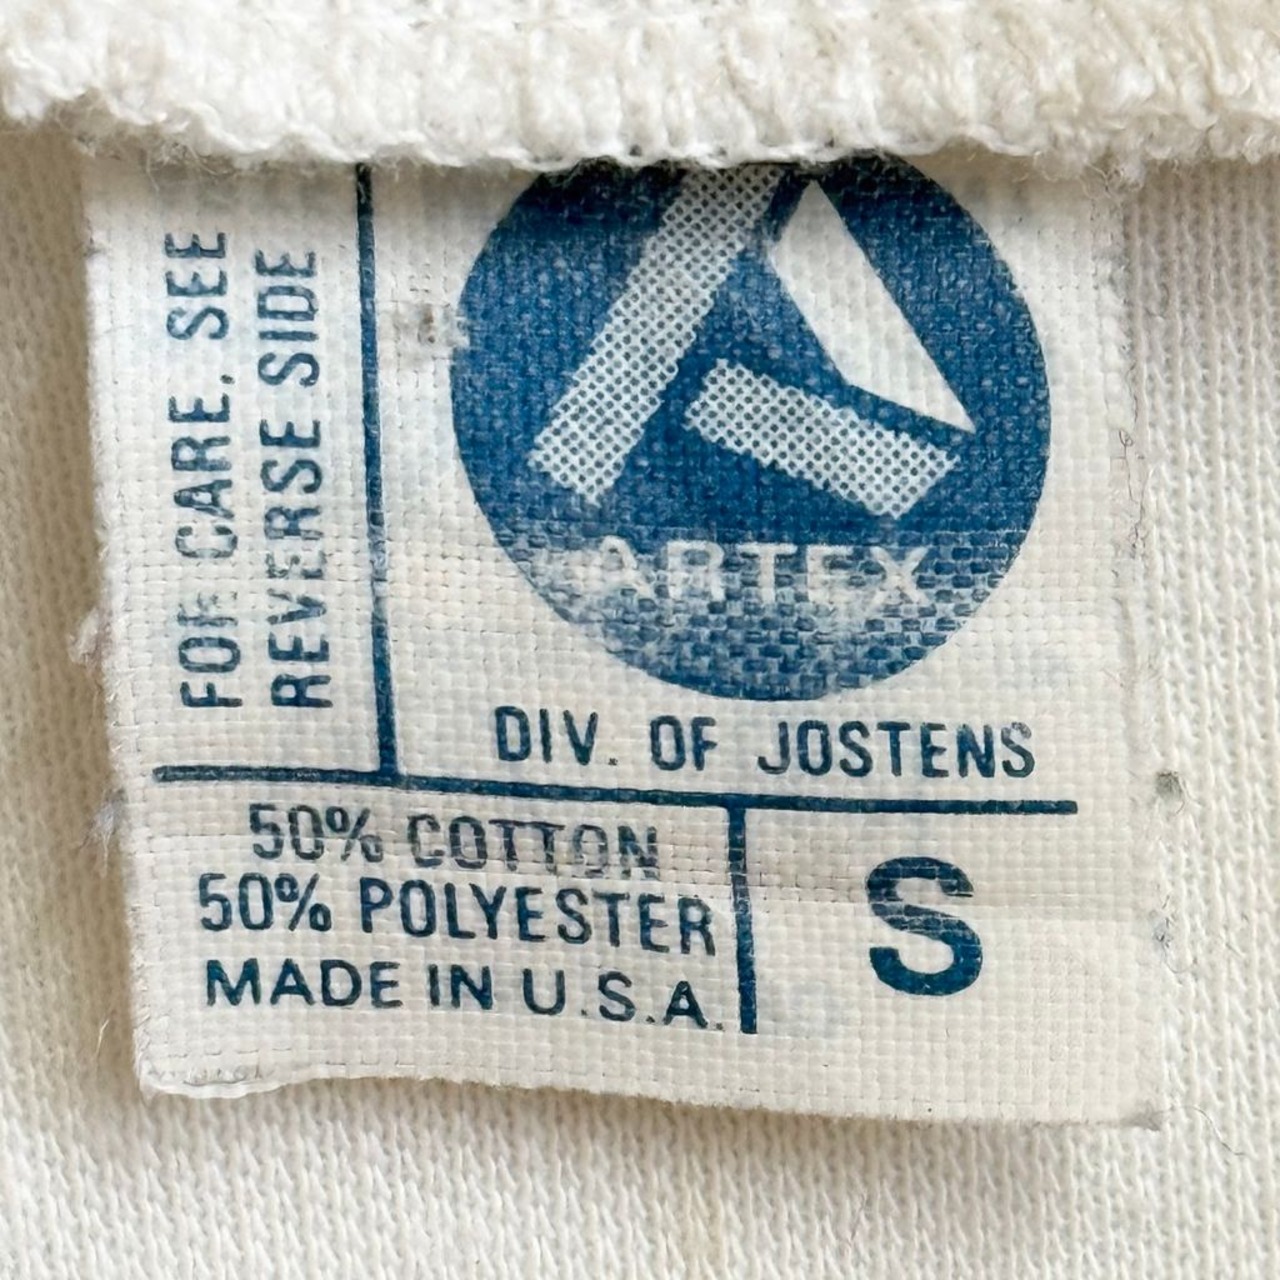 FOR CARE, SEE
REVERSE SIDE
ARTEX
DIV. OF JOSTENS
50% COTTON
50% POLYESTER
MADE IN U.S.A.
S